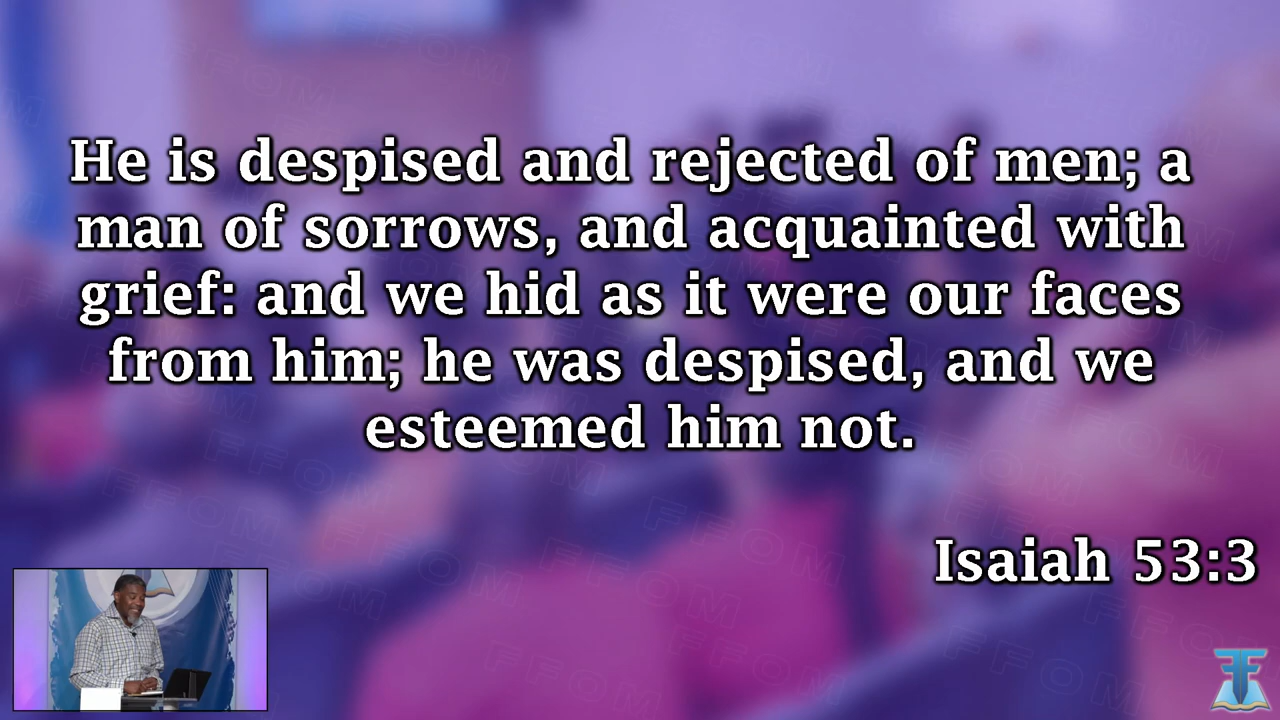 He is despised and rejected of men; a
man of sorrows, and acquainted with
grief: and we hid as it were our faces
from him; he was despised, and we
esteemed him not.
Isaiah 53:3
FFOM